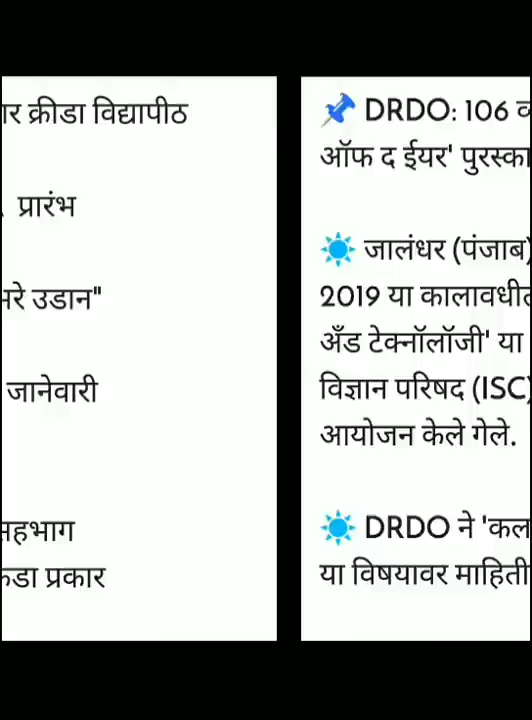 क्रीडा विद्यापीठ
प्रारंभ
उडान"
जानेवारी
सहभाग
प्रकार
DRDO: 106
ऑफ द ईयर' पुरस्का
जालंधर (पंजाब)
2019 या कालावधीत
अँड टेक्नॉलॉजी' या
विज्ञान परिषद (ISC)
आयोजन केले गेले.
DRDO ने 'कल
या विषयावर माहिती